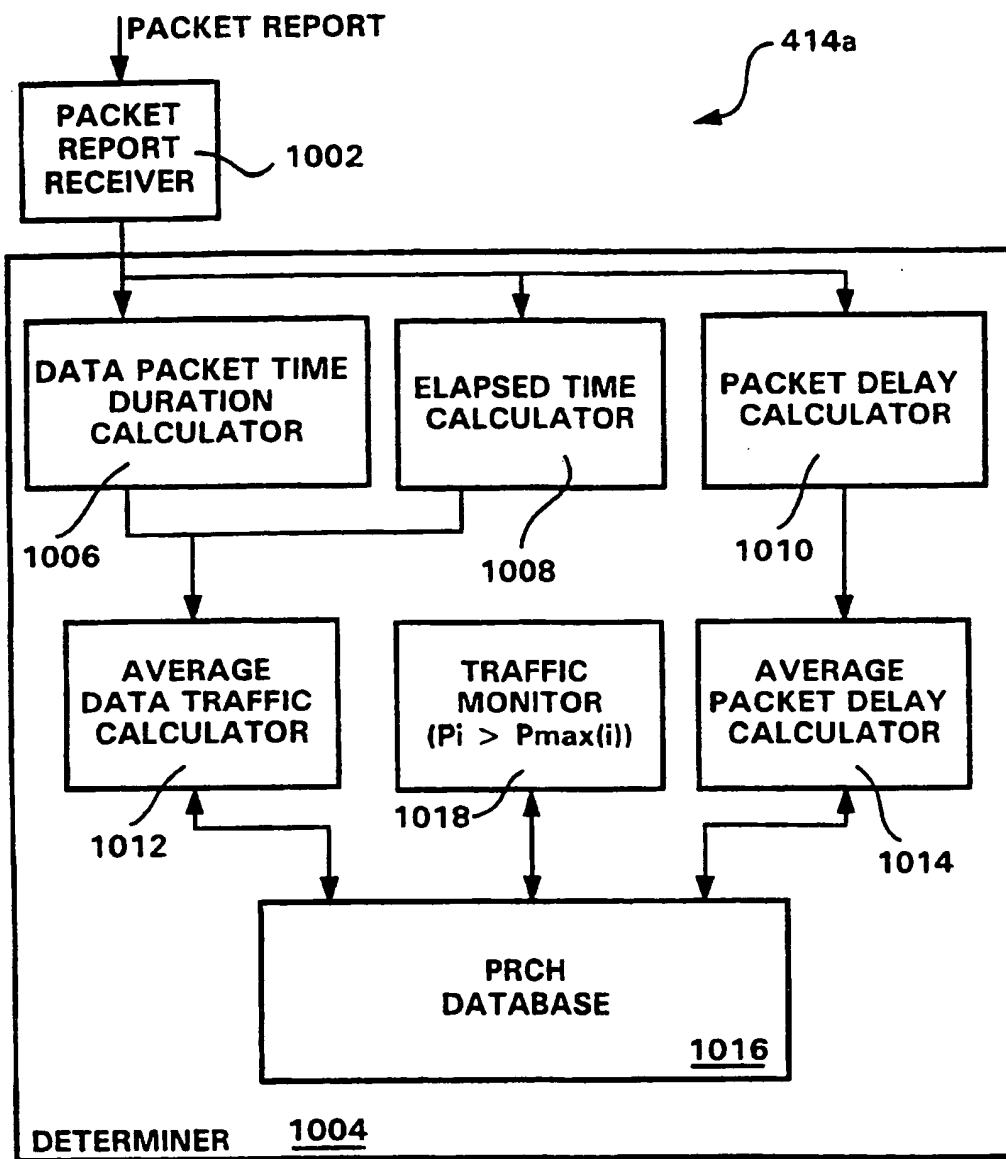 PACKET REPORT
414a
PACKET
REPORT
RECEIVER
1002
DATA PACKET TIME
DURATION
CALCULATOR
ELAPSED TIME
CALCULATOR
PACKET DELAY
CALCULATOR
1006
1008
1010
AVERAGE
DATA TRAFFIC
CALCULATOR
TRAFFIC
MONITOR
(Pi > Pmax(i))
AVERAGE
PACKET DELAY
CALCULATOR
1012
1018
1014
PRCH
DATABASE
1016
DETERMINER 1004